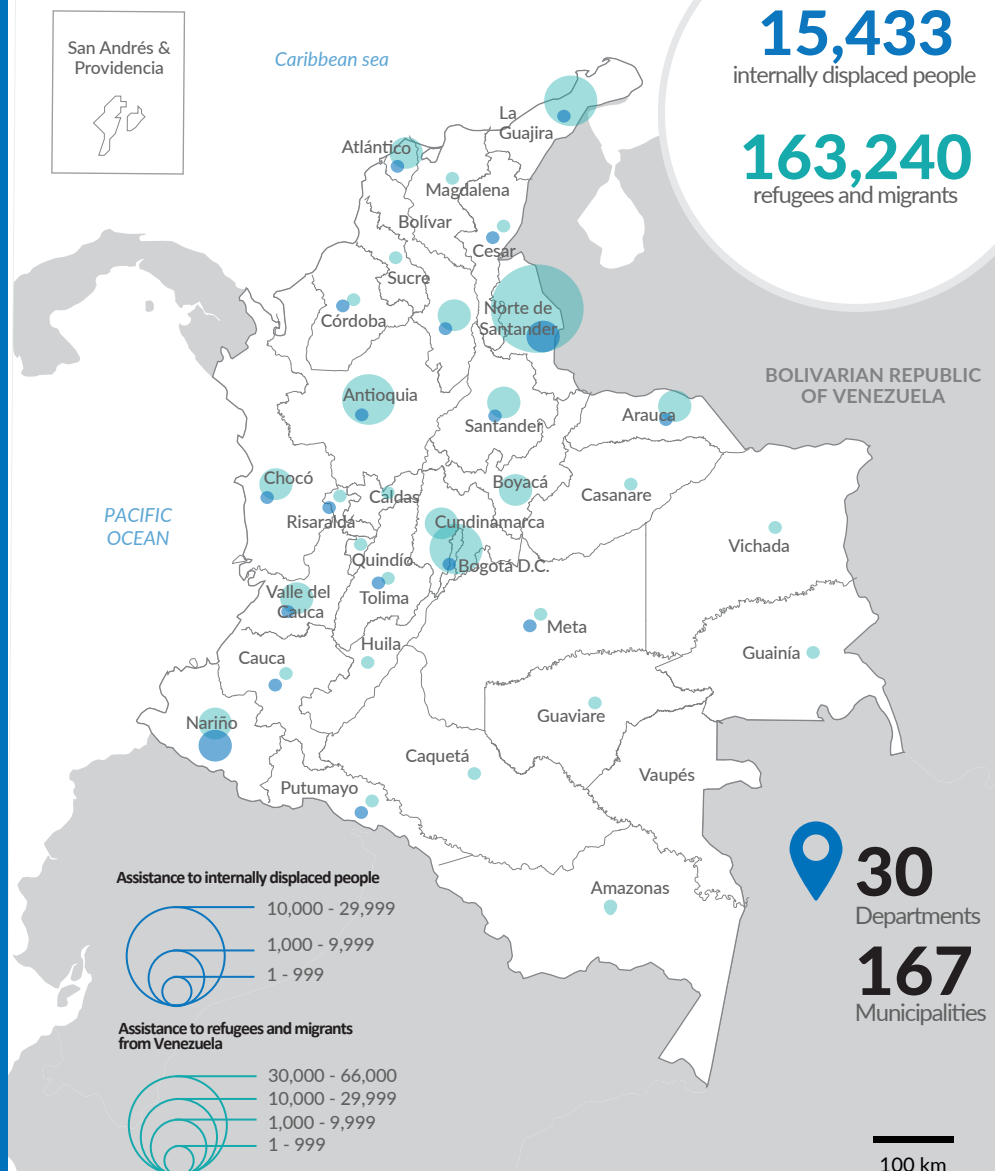 San Andrés &
Providencia
Caribbean sea
15,433
internally displaced people
163,240
refugees and migrants
La
Guajira
Atlántico
Magdalena
Bolívar
Cesar
Sucre
Córdoba
Norte de
Santander
BOLIVARIAN REPUBLIC
OF VENEZUELA
Antioquia
Santander
Arauca
Chocó
Caldas
Boyacá
Casanare
Risaralda
Cundinamarca
PACIFIC
OCEAN
Vichada
Quindío
Bogotá D.C.
Valle del
Cauca
Tolima
Meta
Huila
Cauca
Guainía
Nariño
Guaviare
Caquetá
Vaupés
Putumayo
Amazonas
30
Departments
167
Municipalities
Assistance to internally displaced people
10,000 - 29,999
1,000 - 9,999
1 - 999
Assistance to refugees and migrants
from Venezuela
30,000 - 66,000
10,000 - 29,999
1,000 - 9,999
1 - 999
100 km